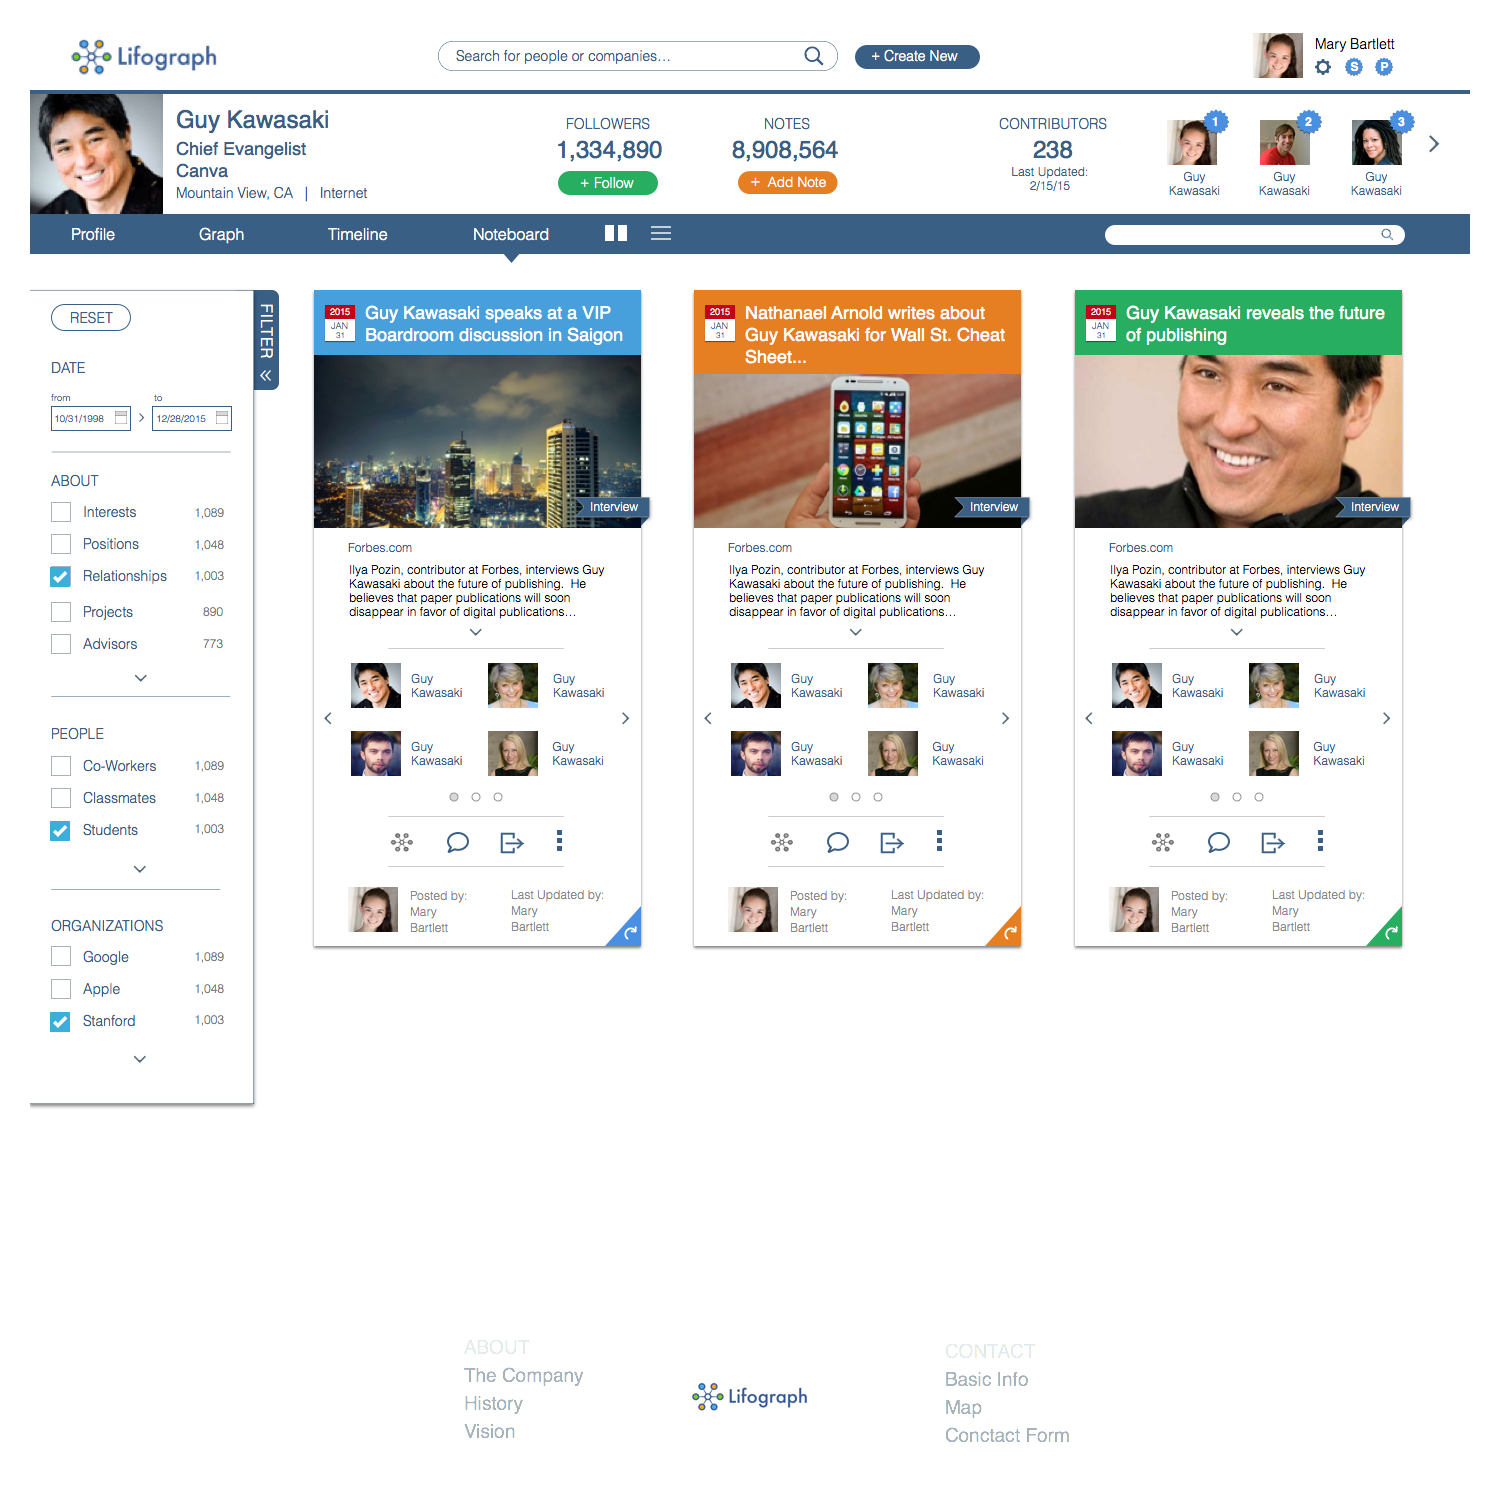 Lifograph
Search for people or companies...
+ Create New
Mary Bartlett
S P
Guy Kawasaki
Chief Evangelist
Canva
Mountain View, CA | Internet
FOLLOWERS
1,334,890
+ Follow
NOTES
8,908,564
+ Add Note
CONTRIBUTORS
238
Last Updated:
2/15/15
1
Guy
Kawasaki
2
Guy
Kawasaki
3
Guy
Kawasaki
Profile Graph Timeline Noteboard
FILTER
RESET
DATE
from to
10/31/1998 > 12/28/2015
ABOUT
Interests 1,089
Positions 1,048
Relationships 1,003
Projects 890
Advisors 773
PEOPLE
Co-Workers 1,089
Classmates 1,048
Students 1,003
ORGANIZATIONS
Google 1,089
Apple 1,048
Stanford 1,003
2015
JAN
31
Guy Kawasaki speaks at a VIP
Boardroom discussion in Saigon
Interview
Forbes.com
Ilya Pozin, contributor at Forbes, interviews Guy
Kawasaki about the future of publishing. He
believes that paper publications will soon
disappear in favor of digital publications...
Guy
Kawasaki
Guy
Kawasaki
Guy
Kawasaki
Guy
Kawasaki
Posted by:
Mary
Bartlett
Last Updated by:
Mary
Bartlett
2015
JAN
31
Nathanael Arnold writes about
Guy Kawasaki for Wall St. Cheat
Sheet...
Interview
Forbes.com
Ilya Pozin, contributor at Forbes, interviews Guy
Kawasaki about the future of publishing. He
believes that paper publications will soon
disappear in favor of digital publications...
Guy
Kawasaki
Guy
Kawasaki
Guy
Kawasaki
Guy
Kawasaki
Posted by:
Mary
Bartlett
Last Updated by:
Mary
Bartlett
2015
JAN
31
Guy Kawasaki reveals the future
of publishing
Interview
Forbes.com
Ilya Pozin, contributor at Forbes, interviews Guy
Kawasaki about the future of publishing. He
believes that paper publications will soon
disappear in favor of digital publications...
Guy
Kawasaki
Guy
Kawasaki
Guy
Kawasaki
Guy
Kawasaki
Posted by:
Mary
Bartlett
Last Updated by:
Mary
Bartlett
ABOUT
The Company
History
Vision
Lifograph
CONTACT
Basic Info
Map
Conctact Form